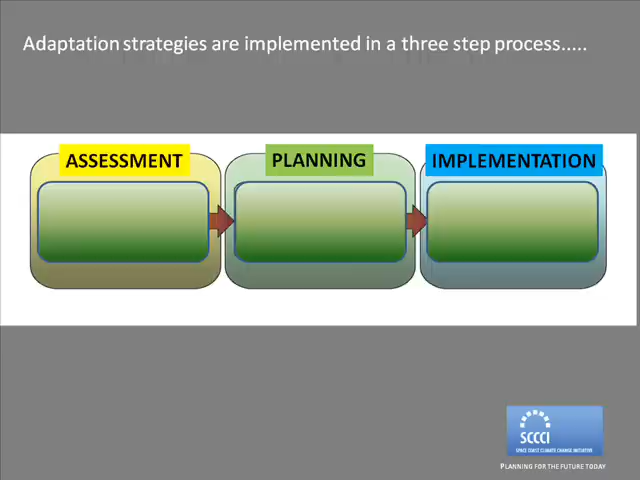 Adaptation strategies are implemented in a three step process.....
ASSESSMENT
PLANNING
IMPLEMENTATION
SCCCI
SPACE COAST CLIMATE CHANGE INITIATIVE
PLANNING FOR THE FUTURE TODAY